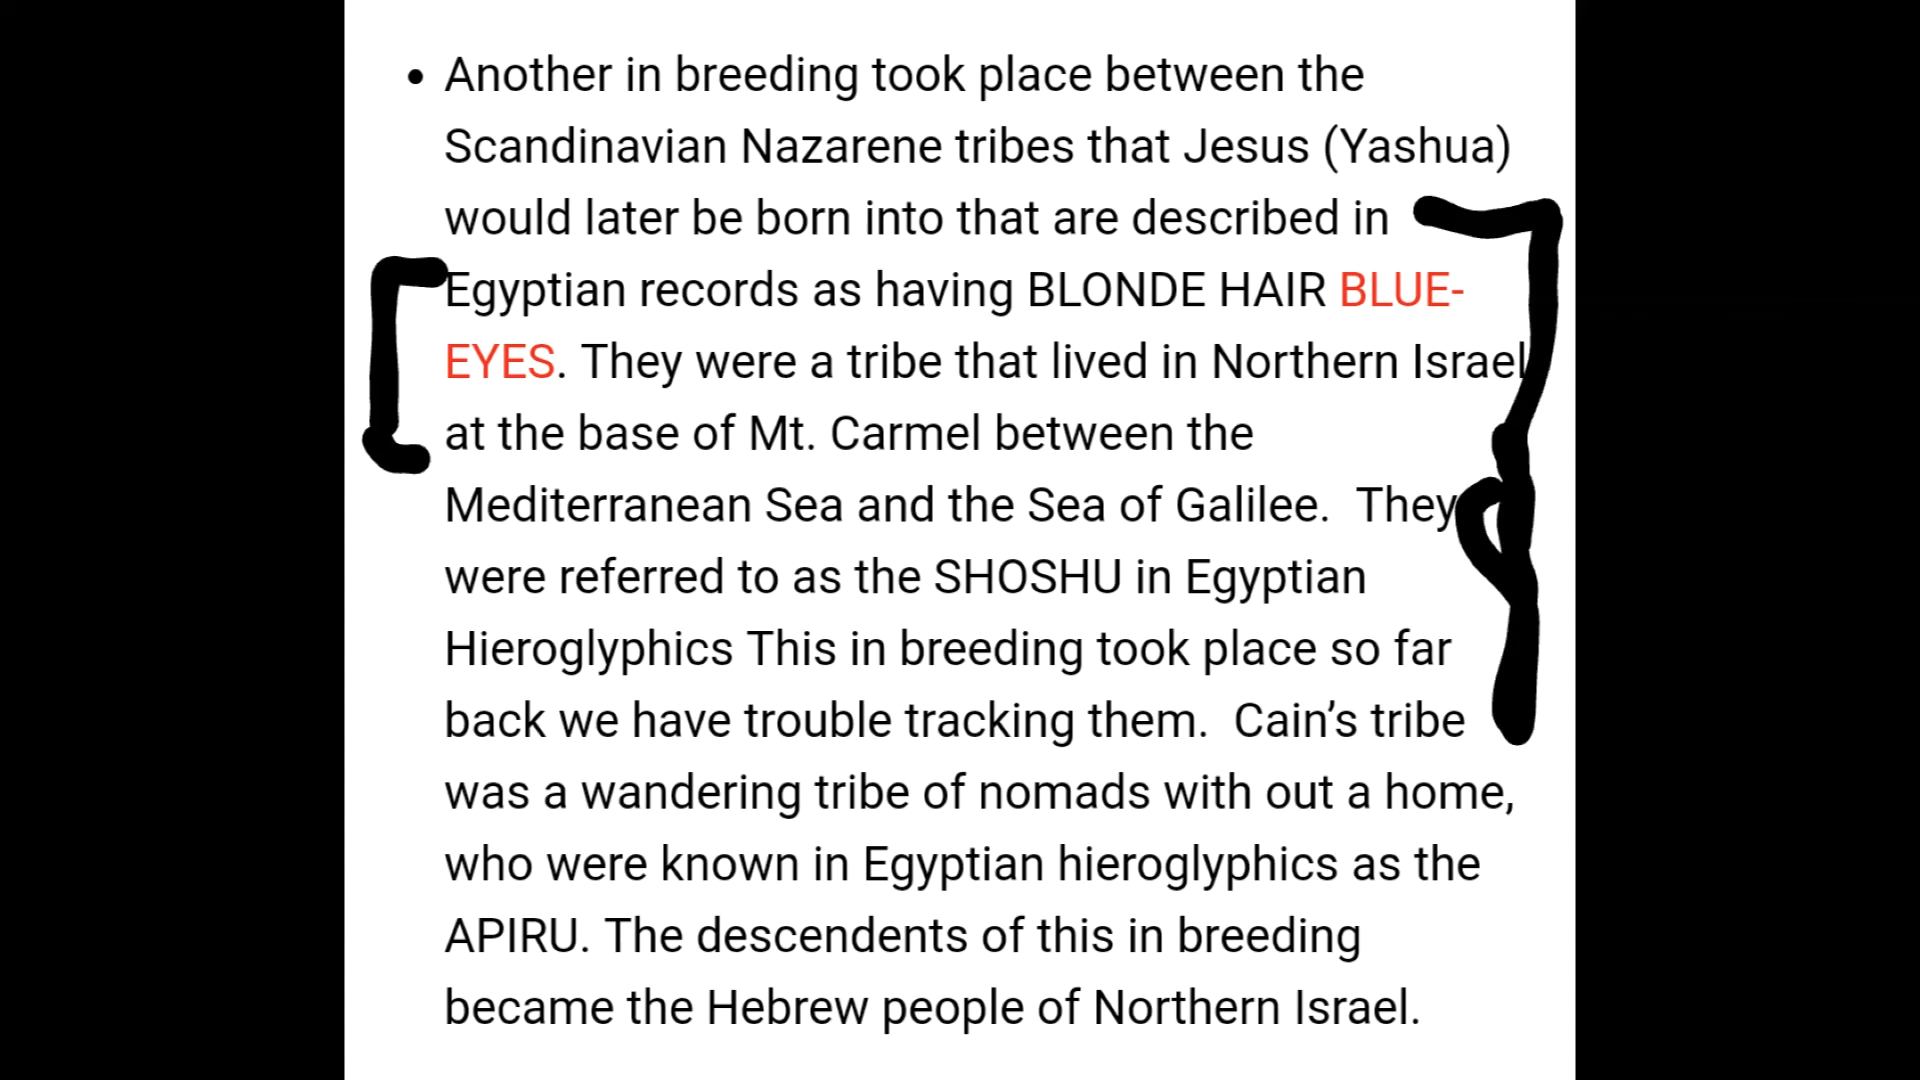 • Another in breeding took place between the
Scandinavian Nazarene tribes that Jesus (Yashua)
would later be born into that are described in
Egyptian records as having BLONDE HAIR BLUE-
EYES. They were a tribe that lived in Northern Israel
at the base of Mt. Carmel between the
Mediterranean Sea and the Sea of Galilee.  They
were referred to as the SHOSHU in Egyptian
Hieroglyphics This in breeding took place so far
back we have trouble tracking them.  Cain’s tribe
was a wandering tribe of nomads with out a home,
who were known in Egyptian hieroglyphics as the
APIRU. The descendents of this in breeding
became the Hebrew people of Northern Israel.